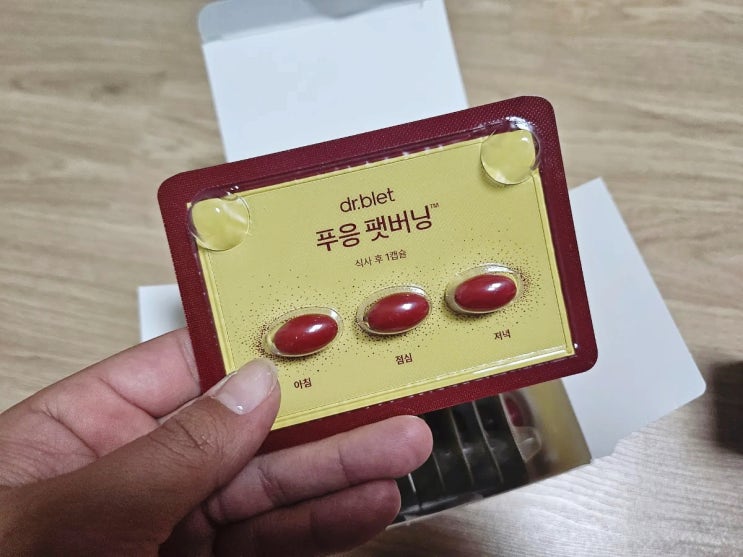 dr.blet
푸응 팻버닝™
식사 후 1캡슐
아침
점심
저녁